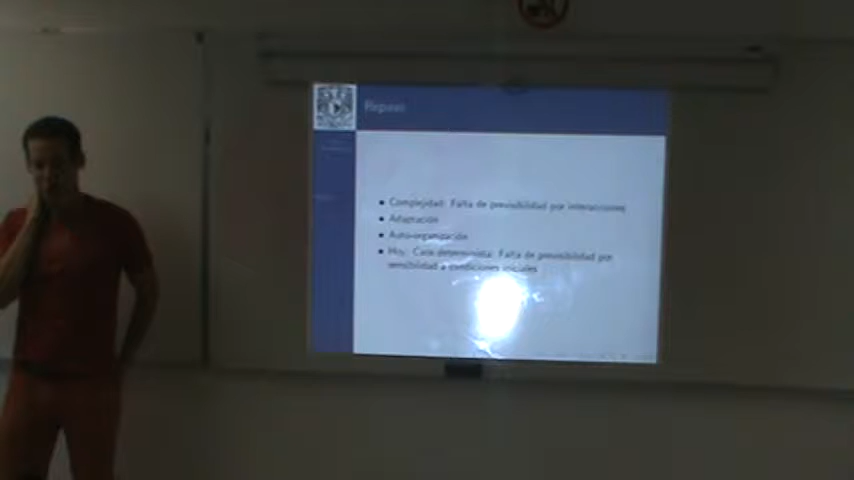 Repaso
Complejidad: Falta de previsibilidad por interacciones
Adaptación
Auto-organización
Hoy: Caos determinista: Falta de previsibilidad por
sensibilidad a condiciones iniciales